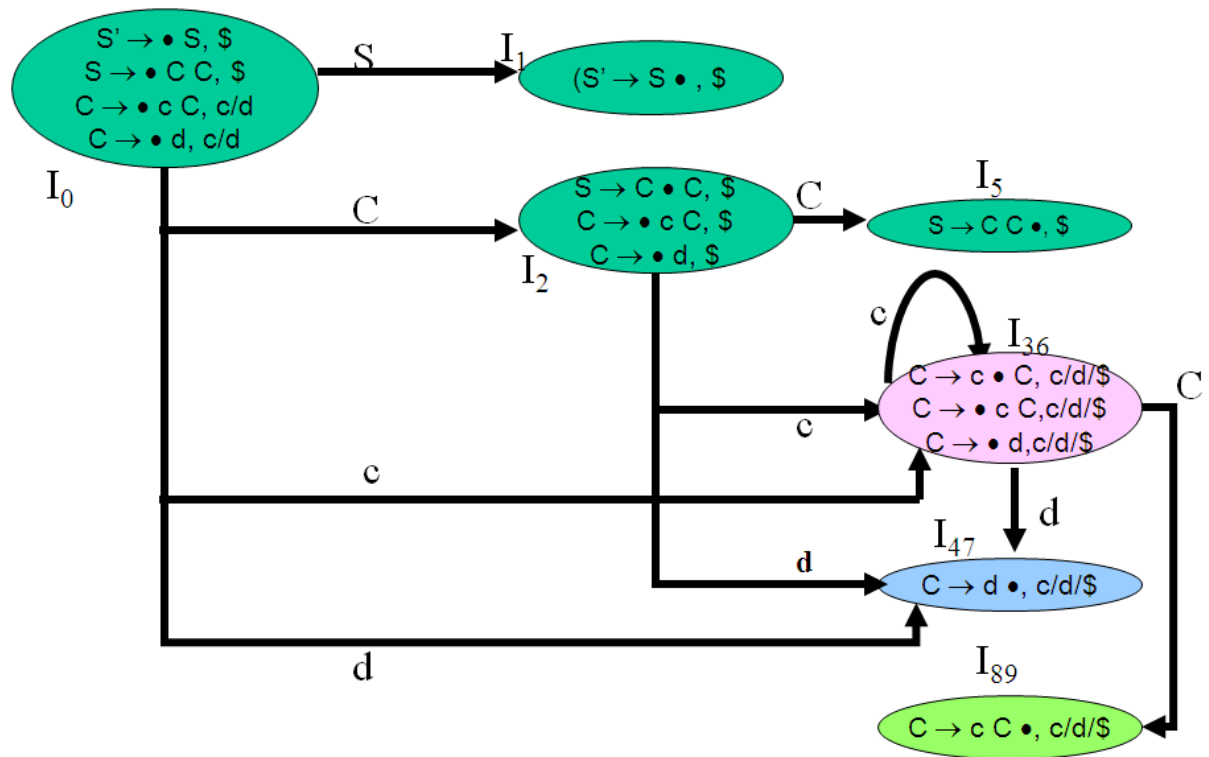 S' → • S, $
S → • C C, $
C → • c C, c/d
C → • d, c/d
I₀
S
I₁
(S' → S • , $
C
S → C • C, $
C → • c C, $
C → • d, $
I₂
C
I₅
S → C C •, $
c
I₃₆
C → c • C, c/d/$
C → • c C,c/d/$
C → • d,c/d/$
C
c
c
d
I₄₇
d
C → d •, c/d/$
d
I₈₉
C → c C •, c/d/$